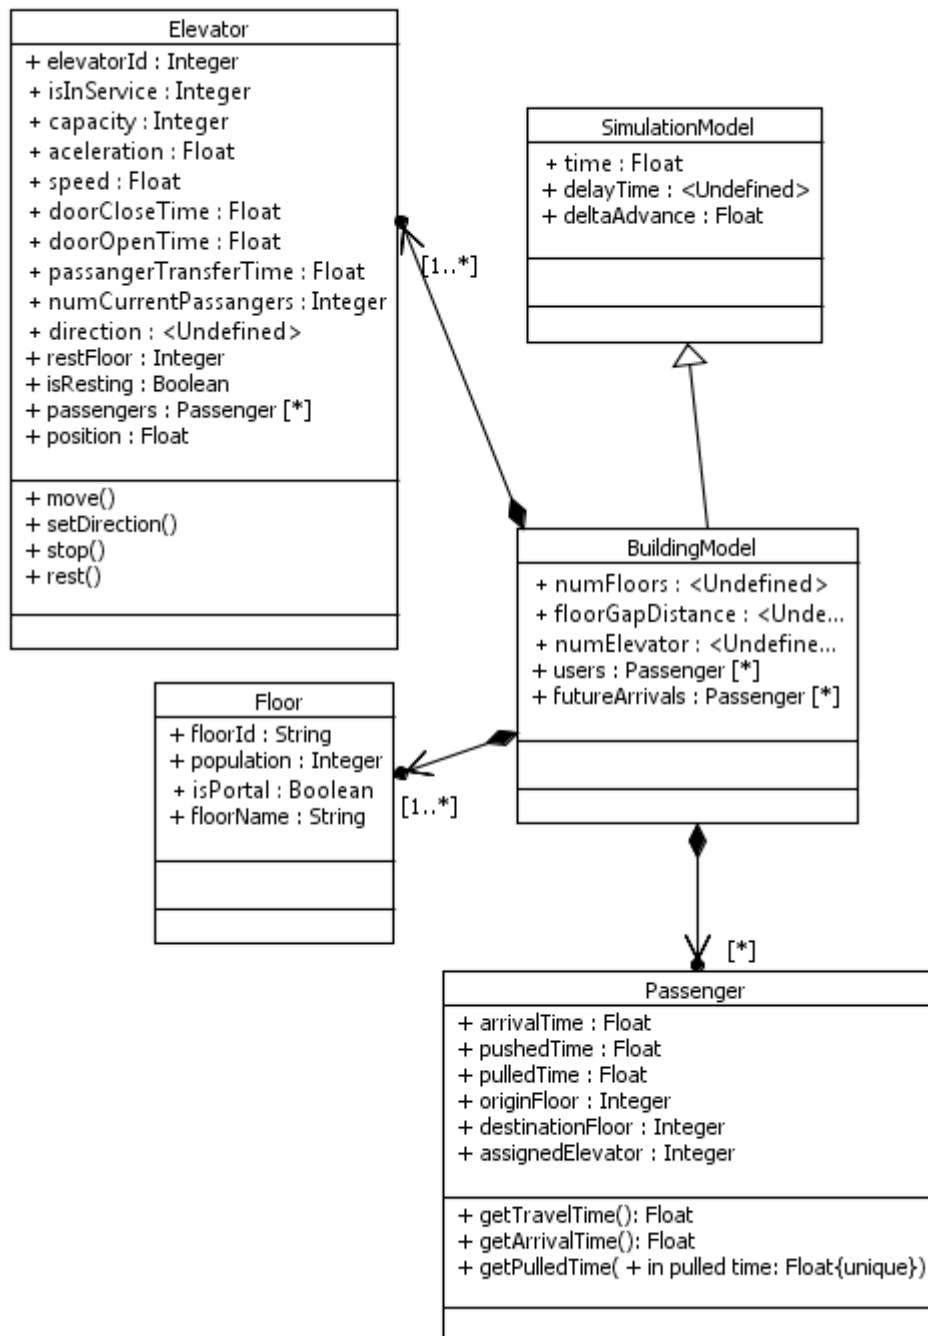 Elevator
+ elevatorId : Integer
+ isInService : Integer
+ capacity : Integer
+ aceleration : Float
+ speed : Float
+ doorCloseTime : Float
+ doorOpenTime : Float
+ passangerTransferTime : Float
+ numCurrentPassangers : Integer
+ direction : <Undefined>
+ restFloor : Integer
+ isResting : Boolean
+ passengers : Passenger [*]
+ position : Float
+ move()
+ setDirection()
+ stop()
+ rest()
[1..*]
SimulationModel
+ time : Float
+ delayTime : <Undefined>
+ deltaAdvance : Float
BuildingModel
+ numFloors : <Undefined>
+ floorGapDistance : <Unde...
+ numElevator : <Undefine...
+ users : Passenger [*]
+ futureArrivals : Passenger [*]
Floor
+ floorId : String
+ population : Integer
+ isPortal : Boolean
+ floorName : String
[1..*]
[*]
Passenger
+ arrivalTime : Float
+ pushedTime : Float
+ pulledTime : Float
+ originFloor : Integer
+ destinationFloor : Integer
+ assignedElevator : Integer
+ getTravelTime(): Float
+ getArrivalTime(): Float
+ getPulledTime( + in pulled time: Float{unique})